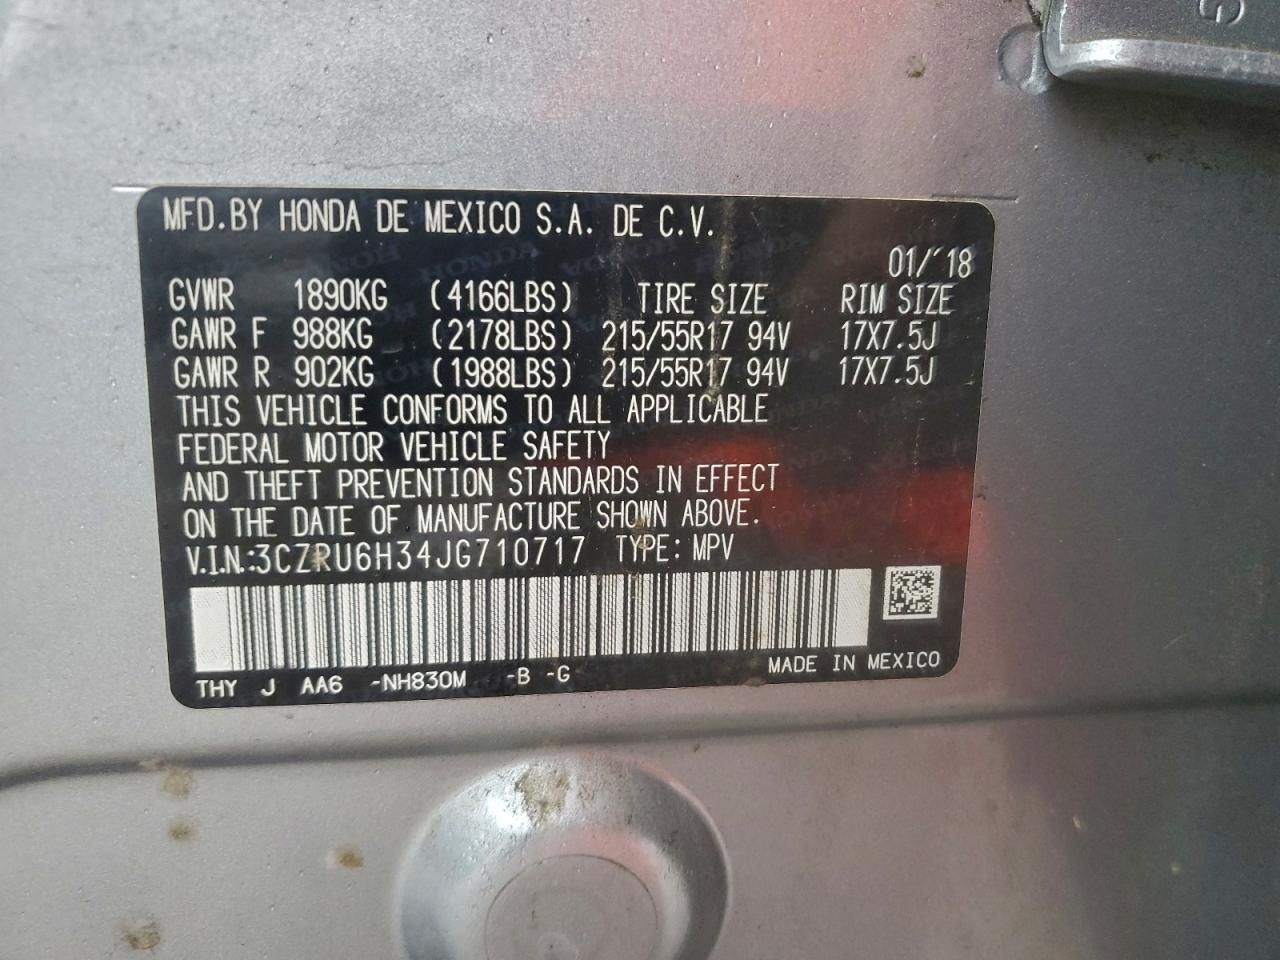 MFD.BY HONDA DE MEXICO S.A. DE C.V.
01/´18
GVWR 1890KG (4166LBS) TIRE SIZE RIM SIZE
GAWR F 988KG (2178LBS) 215/55R17 94V 17X7.5J
GAWR R 902KG (1988LBS) 215/55R17 94V 17X7.5J
THIS VEHICLE CONFORMS TO ALL APPLICABLE
FEDERAL MOTOR VEHICLE SAFETY
AND THEFT PREVENTION STANDARDS IN EFFECT
ON THE DATE OF MANUFACTURE SHOWN ABOVE.
V.I.N.:3CZRU6H34JG710717 TYPE: MPV
MADE IN MEXICO
THY J AA6 -NH830M -B -G-